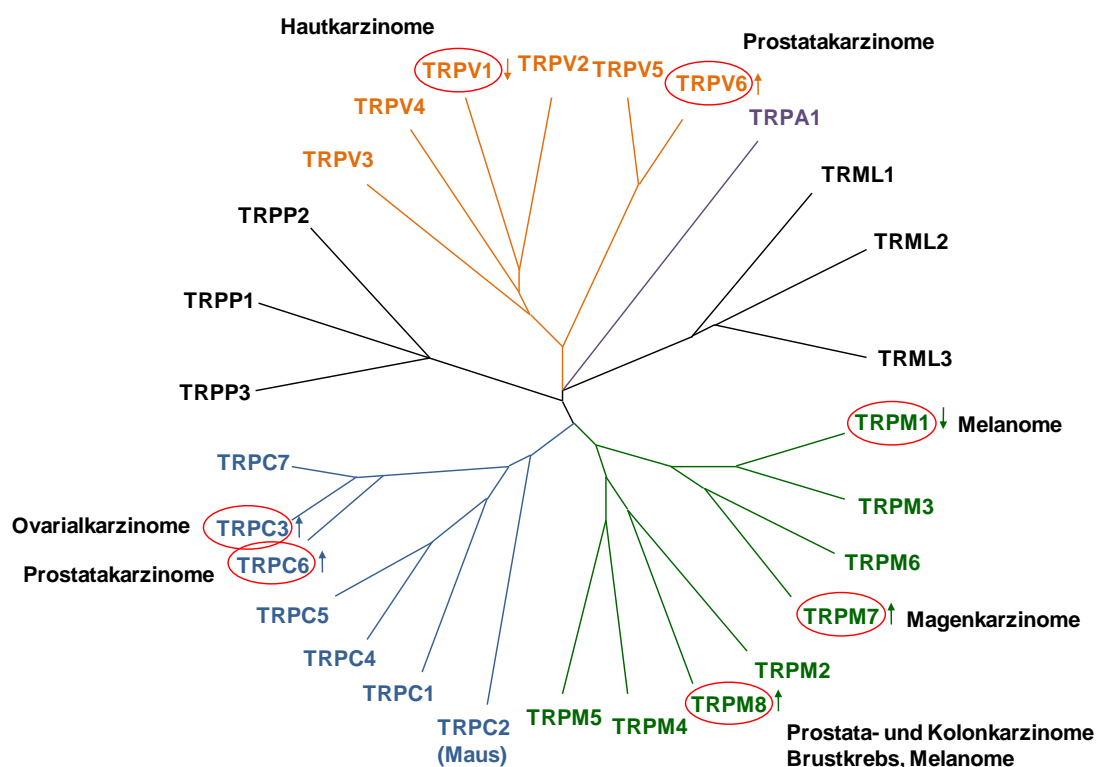 Hautkarzinome
Prostatakarzinome
TRPV1 ↓
TRPV2
TRPV5
TRPV6 ↑
TRPV4
TRPA1
TRPV3
TRML1
TRPP2
TRML2
TRPP1
TRML3
TRPP3
TRPM1 ↓ Melanome
TRPC7
TRPM3
Ovarialkarzinome TRPC3 ↑
TRPM6
Prostatakarzinome TRPC6 ↑
TRPC5
TRPM7 ↑ Magenkarzinome
TRPC4
TRPM2
TRPC1
TRPM8 ↑
TRPC2
(Maus)
TRPM5
TRPM4
Prostata- und Kolonkarzinome
Brustkrebs, Melanome